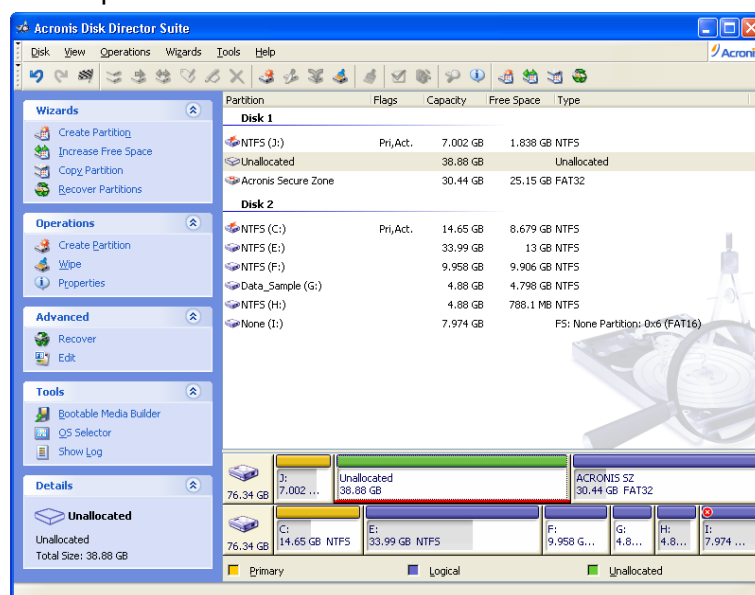 Acronis Disk Director Suite
Disk View Operations Wizards Tools Help
Acroni
Wizards
Create Partition
Increase Free Space
Copy Partition
Recover Partitions
Operations
Create Partition
Wipe
Properties
Advanced
Recover
Edit
Tools
Bootable Media Builder
OS Selector
Show Log
Details
Unallocated
Unallocated
Total Size: 38.88 GB
Partition Flags Capacity Free Space Type
Disk 1
NTFS (J:) Pri,Act. 7.002 GB 1.838 GB NTFS
Unallocated 38.88 GB Unallocated
Acronis Secure Zone 30.44 GB 25.15 GB FAT32
Disk 2
NTFS (C:) Pri,Act. 14.65 GB 8.679 GB NTFS
NTFS (E:) 33.99 GB 13 GB NTFS
NTFS (F:) 9.958 GB 9.906 GB NTFS
Data_Sample (G:) 4.88 GB 4.798 GB NTFS
NTFS (H:) 4.88 GB 788.1 MB NTFS
None (I:) 7.974 GB FS: None Partition: 0x6 (FAT16)
76.34 GB
J:
7.002 ...
Unallocated
38.88 GB
ACRONIS SZ
30.44 GB FAT32
76.34 GB
C:
14.65 GB NTFS
E:
33.99 GB NTFS
F:
9.958 G...
G:
4.8...
H:
4.8...
I:
7.974 ...
Primary Logical Unallocated